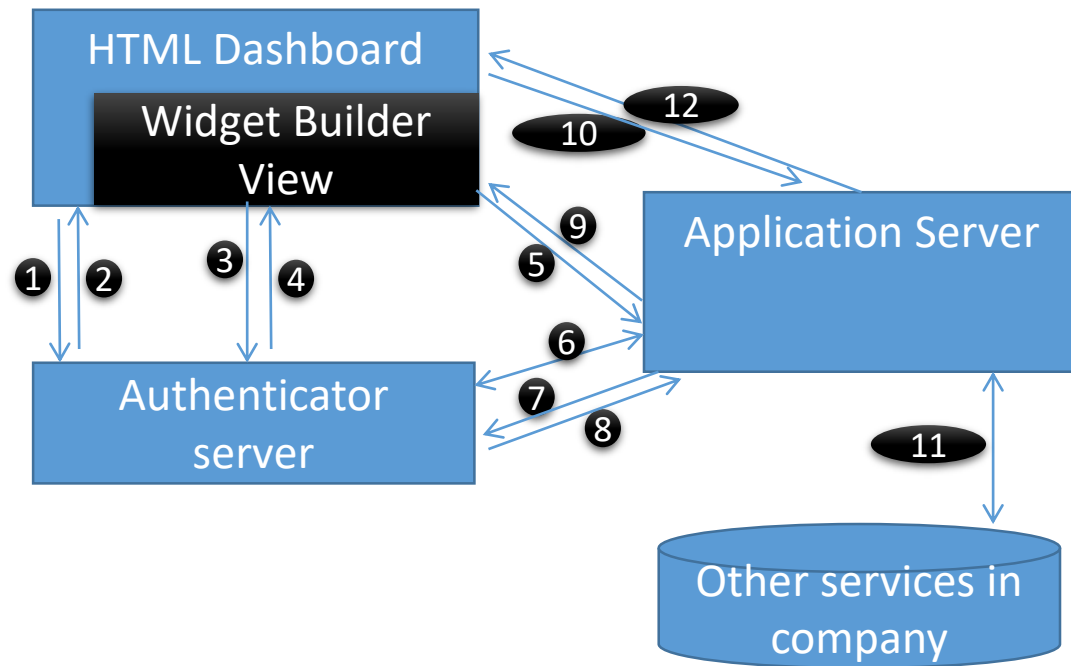 HTML Dashboard
Widget Builder
View
12
10
9
5
Application Server
1
2
3
4
6
7
8
Authenticator
server
11
Other services in
company